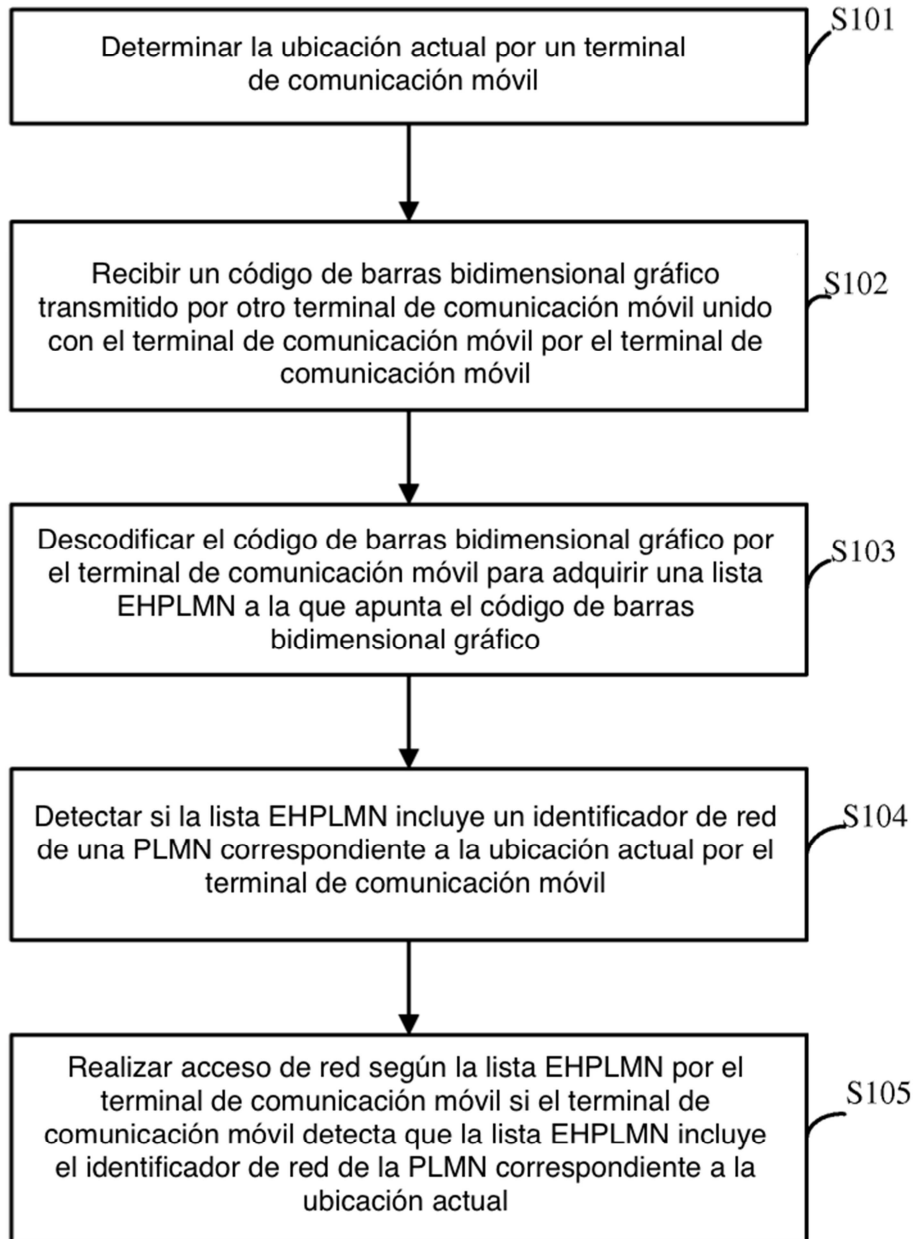 S101
Determinar la ubicación actual por un terminal
de comunicación móvil
Recibir un código de barras bidimensional gráfico
transmitido por otro terminal de comunicación móvil unido
con el terminal de comunicación móvil por el terminal de
comunicación móvil
S102
Descodificar el código de barras bidimensional gráfico por
el terminal de comunicación móvil para adquirir una lista
EHPLMN a la que apunta el código de barras
bidimensional gráfico
S103
Detectar si la lista EHPLMN incluye un identificador de red
de una PLMN correspondiente a la ubicación actual por el
terminal de comunicación móvil
S104
Realizar acceso de red según la lista EHPLMN por el
terminal de comunicación móvil si el terminal de
comunicación móvil detecta que la lista EHPLMN incluye
el identificador de red de la PLMN correspondiente a la
ubicación actual
S105